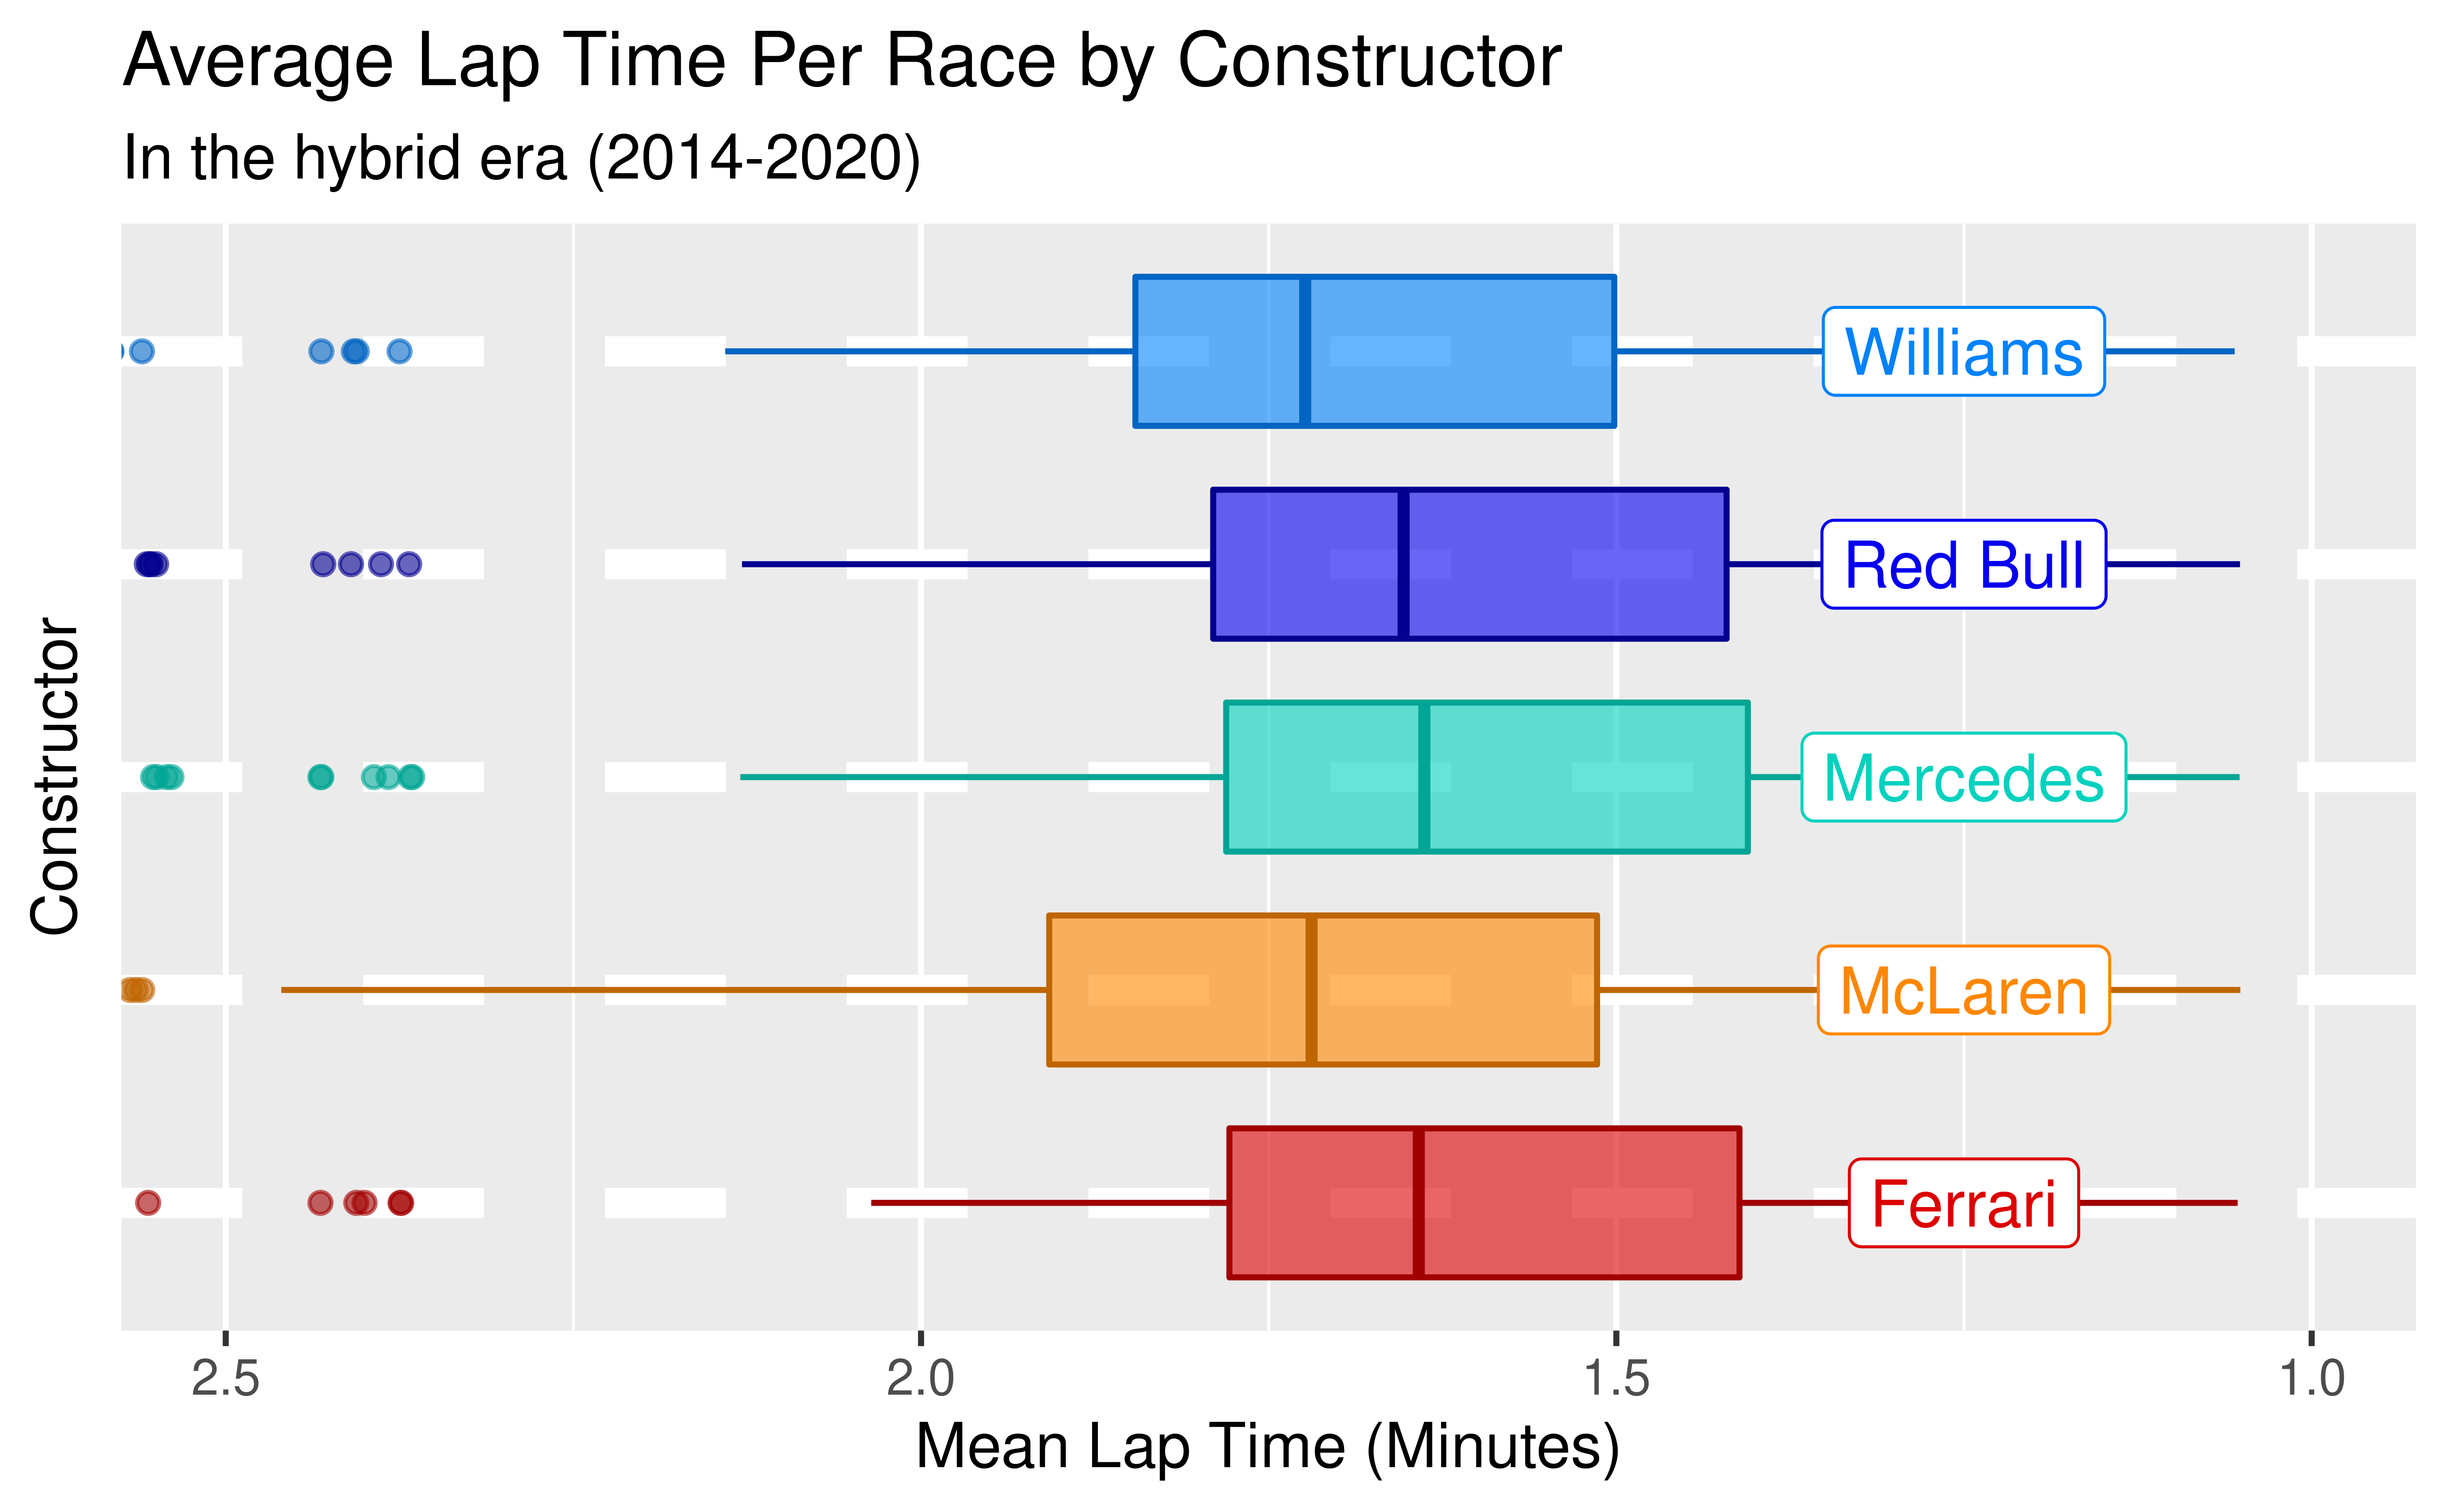 Average Lap Time Per Race by Constructor
In the hybrid era (2014-2020)
Constructor
Williams
Red Bull
Mercedes
McLaren
Ferrari
2.5 2.0 1.5 1.0
Mean Lap Time (Minutes)